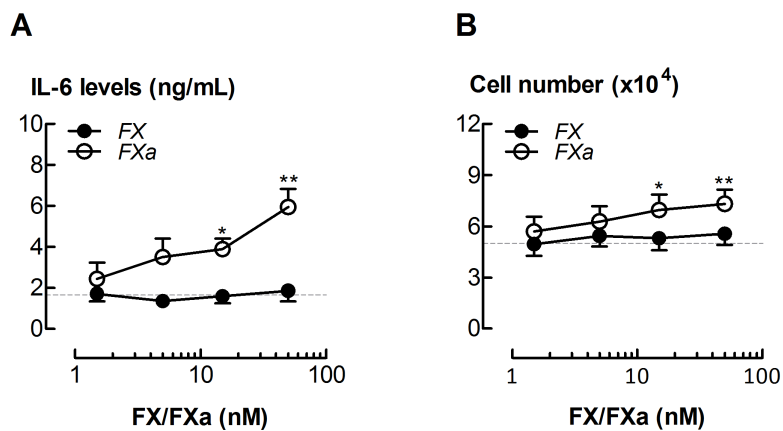 A
IL-6 levels (ng/mL)
10
8
6
4
2
0
FX
FXa
*
**
1
10
100
FX/FXa (nM)
B
Cell number (x10⁴)
12
9
6
3
0
FX
FXa
*
**
1
10
100
FX/FXa (nM)